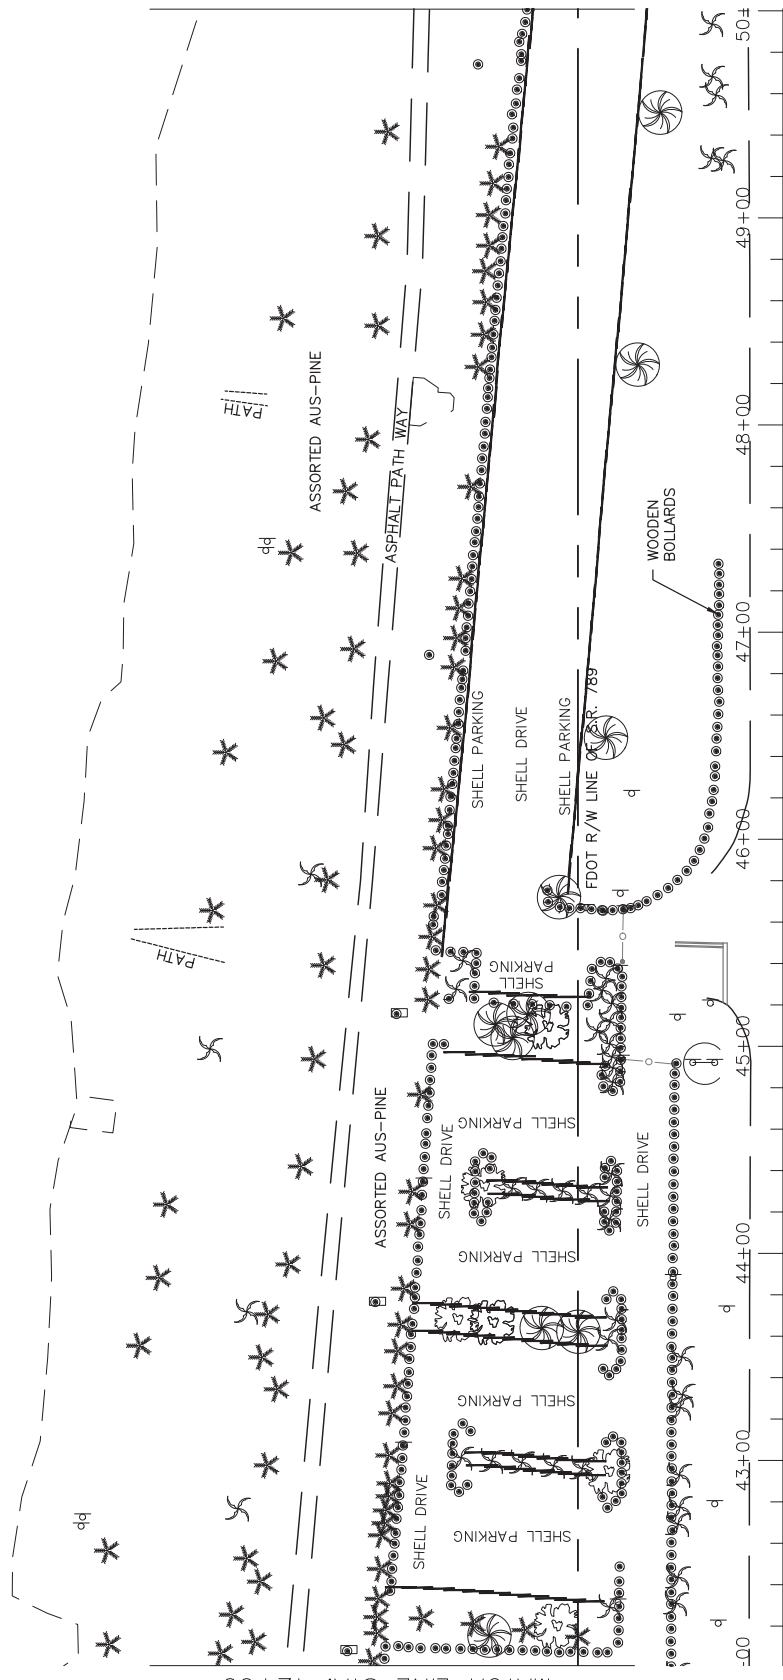 50+
49+00
ASSORTED AUS-PINE
PATH
ASPHALT PATH WAY
48+00
WOODEN
BOLLARDS
47+00
SHELL PARKING
SHELL DRIVE
SHELL PARKING
FDOT R/W LINE OF S.R. 789
46+00
PATH
SHELL
PARKING
45+00
ASSORTED AUS-PINE
SHELL DRIVE
SHELL PARKING
SHELL DRIVE
SHELL PARKING
44+00
SHELL PARKING
43+00
SHELL DRIVE
SHELL PARKING
00